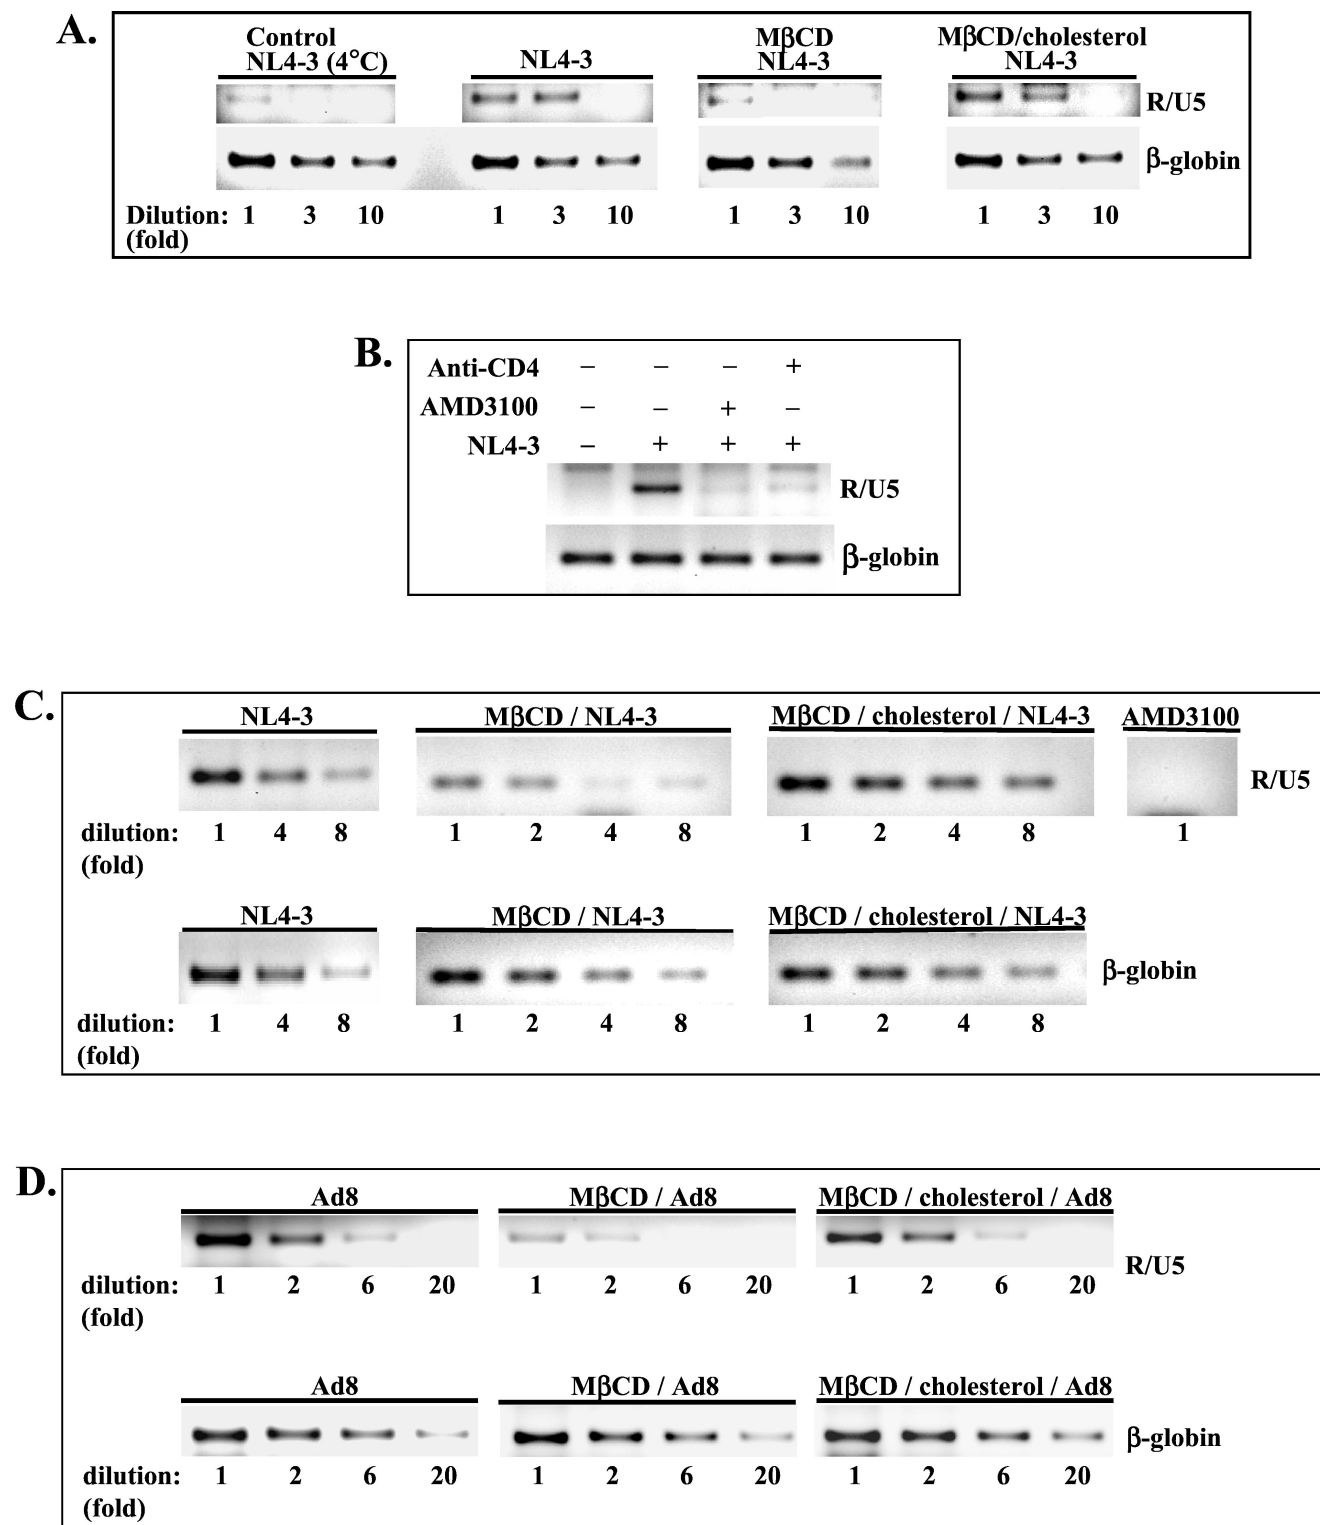 A.
Control
NL4-3 (4°C)
NL4-3
MβCD
NL4-3
MβCD/cholesterol
NL4-3
R/U5
β-globin
Dilution: 1 3 10 1 3 10 1 3 10 1 3 10
(fold)
B.
Anti-CD4 – – – +
AMD3100 – – + –
NL4-3 – + + +
R/U5
β-globin
C.
NL4-3 MβCD / NL4-3 MβCD / cholesterol / NL4-3 AMD3100
R/U5
dilution: 1 4 8 1 2 4 8 1 2 4 8 1
(fold)
NL4-3 MβCD / NL4-3 MβCD / cholesterol / NL4-3
β-globin
dilution: 1 4 8 1 2 4 8 1 2 4 8
(fold)
D.
Ad8 MβCD / Ad8 MβCD / cholesterol / Ad8
R/U5
dilution: 1 2 6 20 1 2 6 20 1 2 6 20
(fold)
Ad8 MβCD / Ad8 MβCD / cholesterol / Ad8
β-globin
dilution: 1 2 6 20 1 2 6 20 1 2 6 20
(fold)